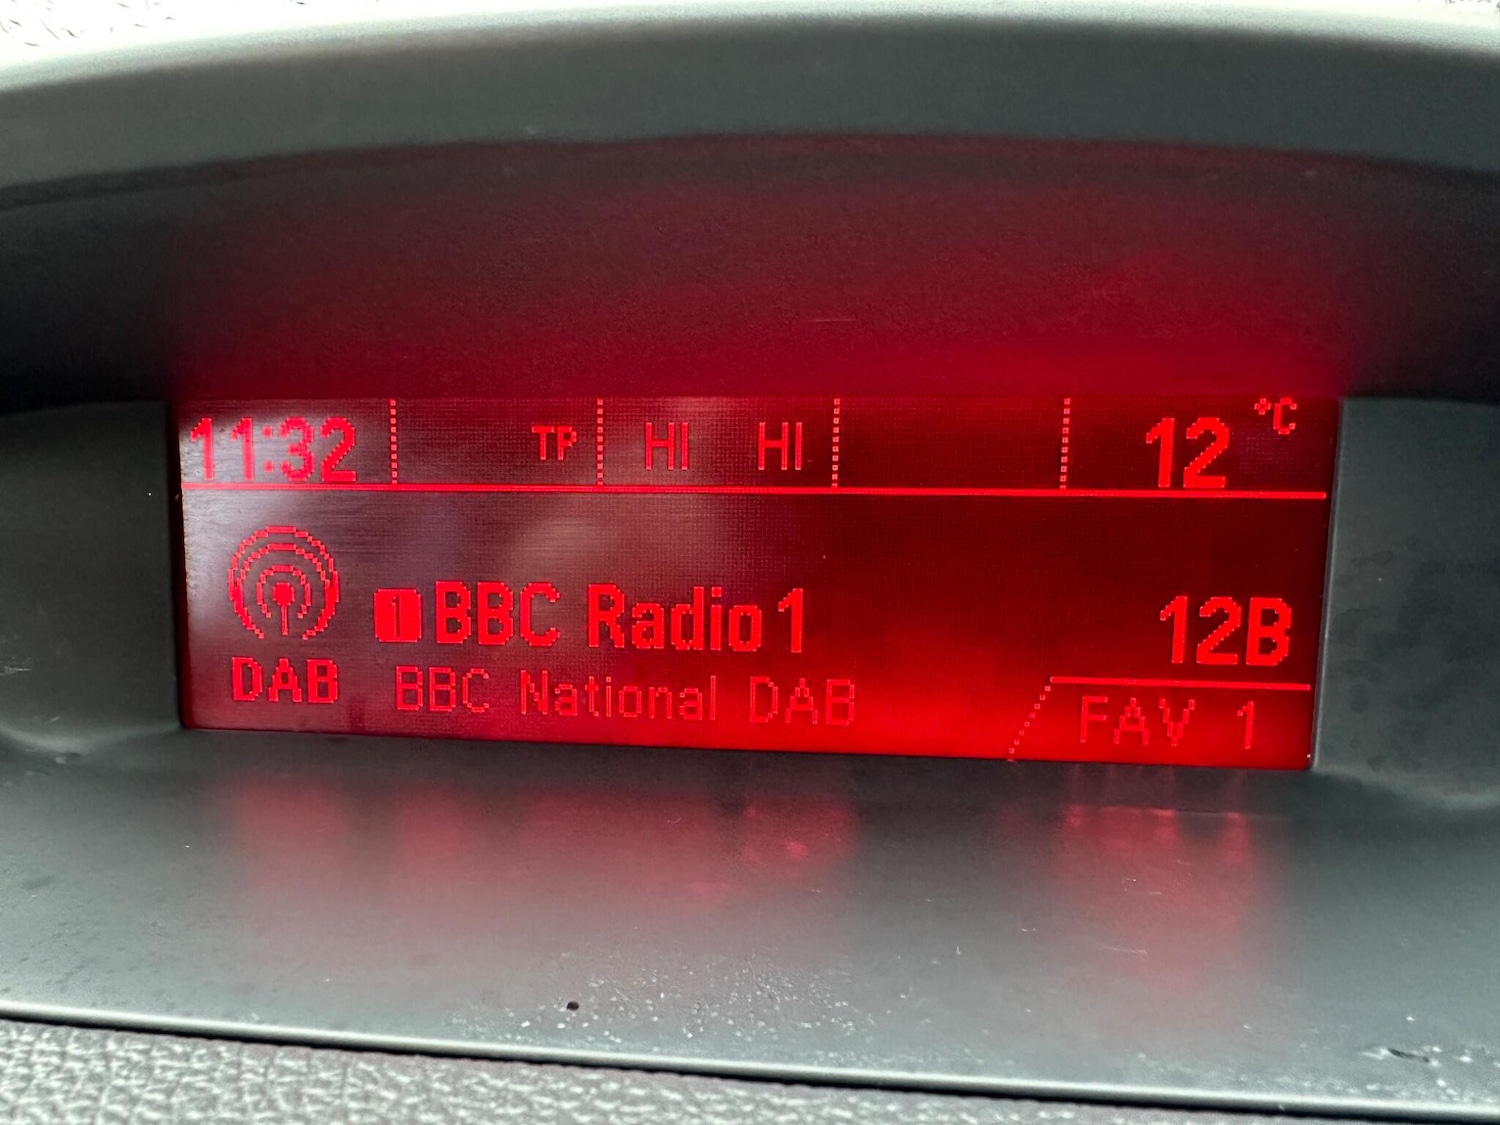 11:32 TP HI HI 12 °C
1 BBC Radio 1 12B
DAB BBC National DAB FAV 1